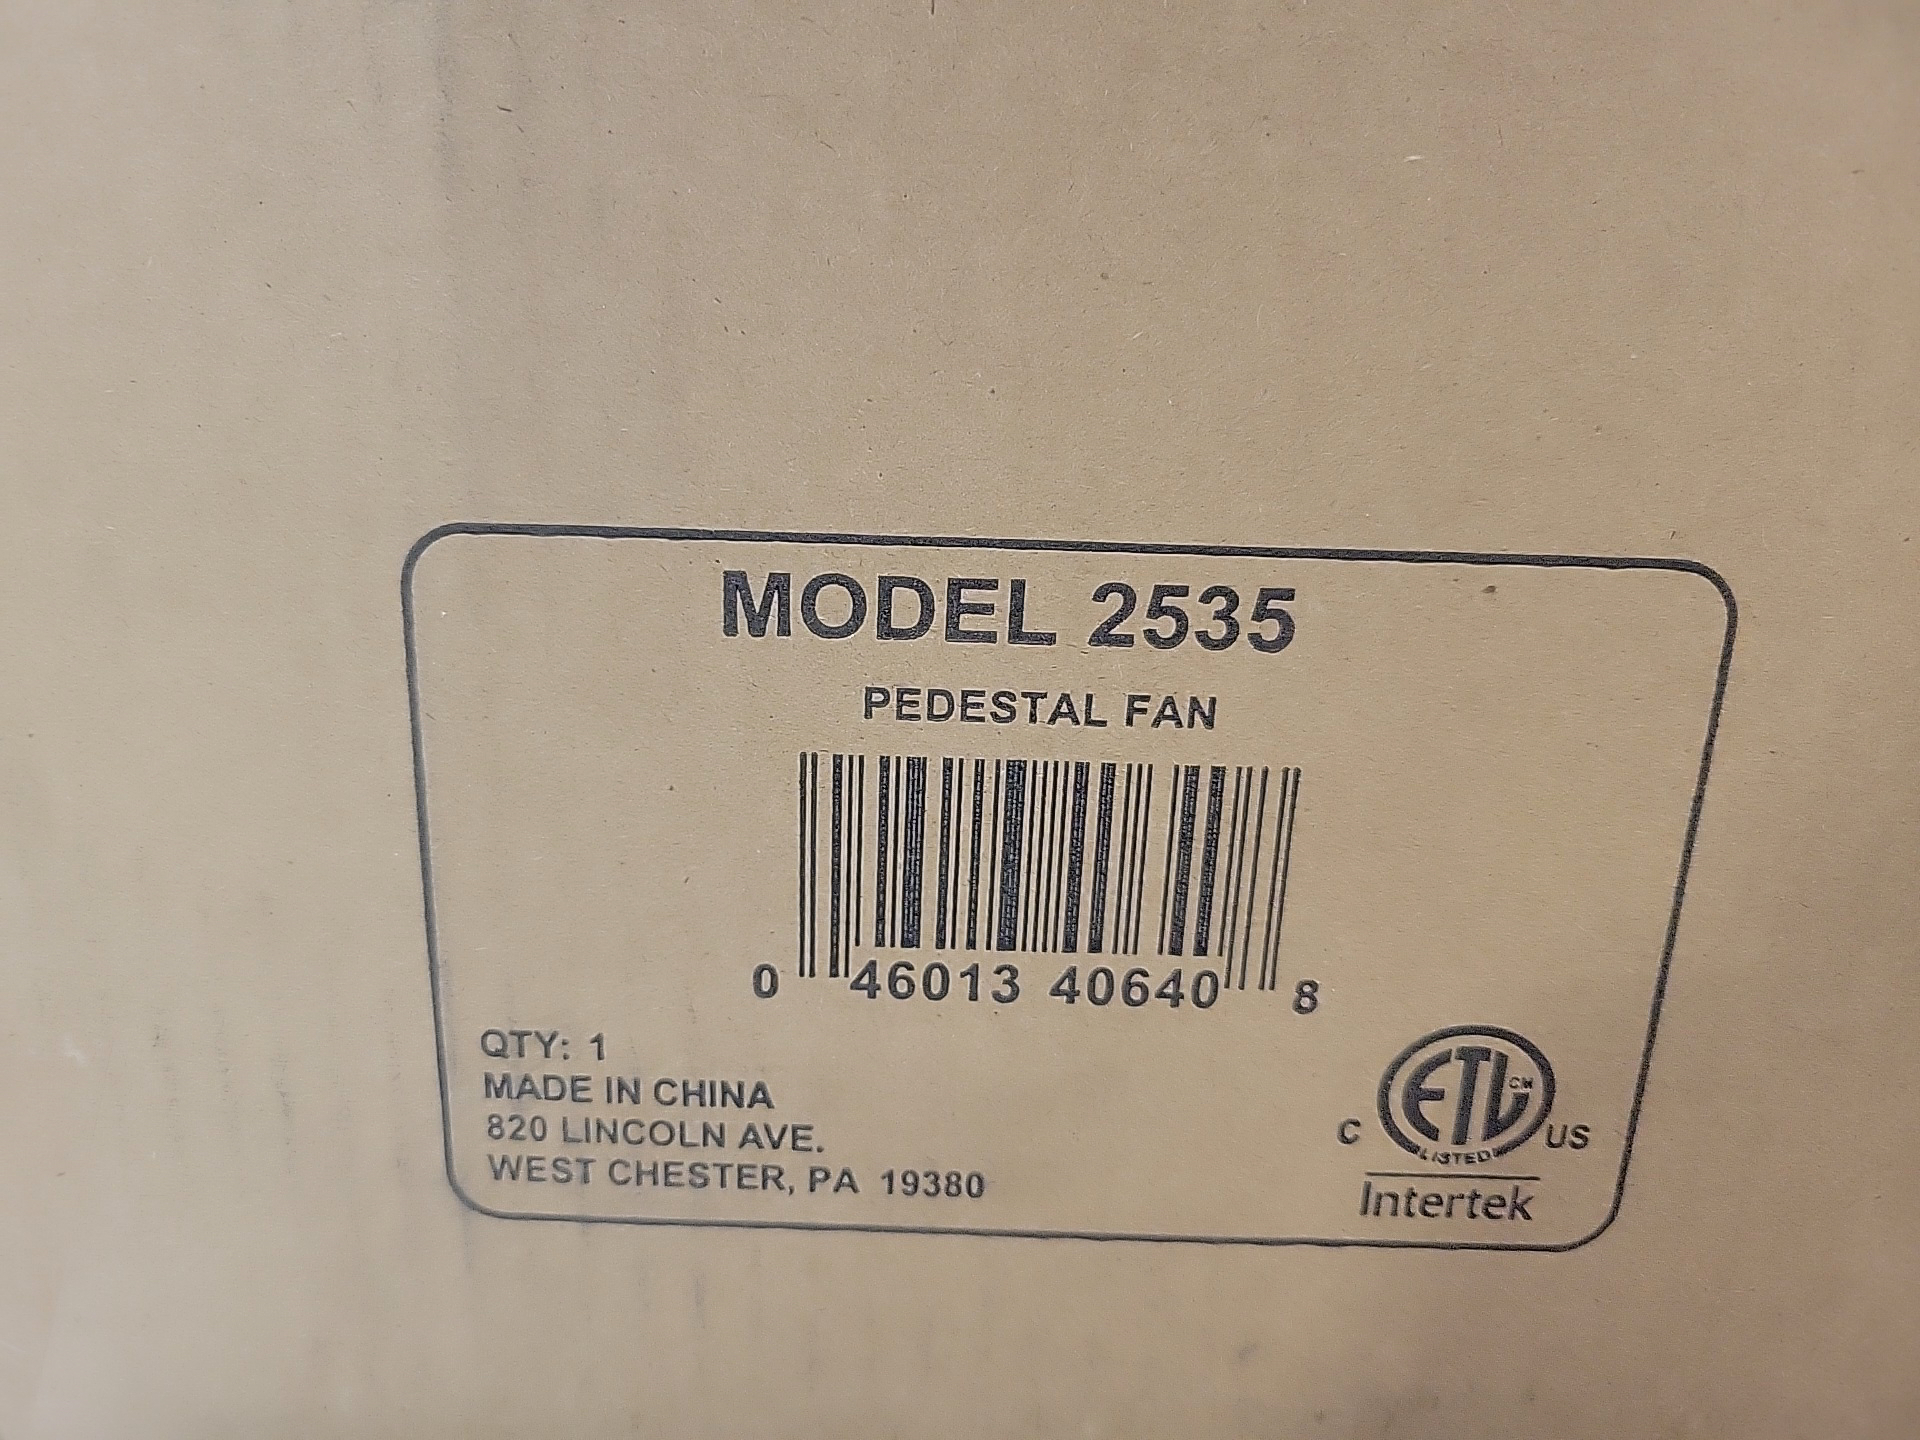 MODEL 2535
PEDESTAL FAN
0 46013 40640 8
QTY: 1
MADE IN CHINA
820 LINCOLN AVE.
WEST CHESTER, PA 19380
C ETL CM US
LISTED
Intertek